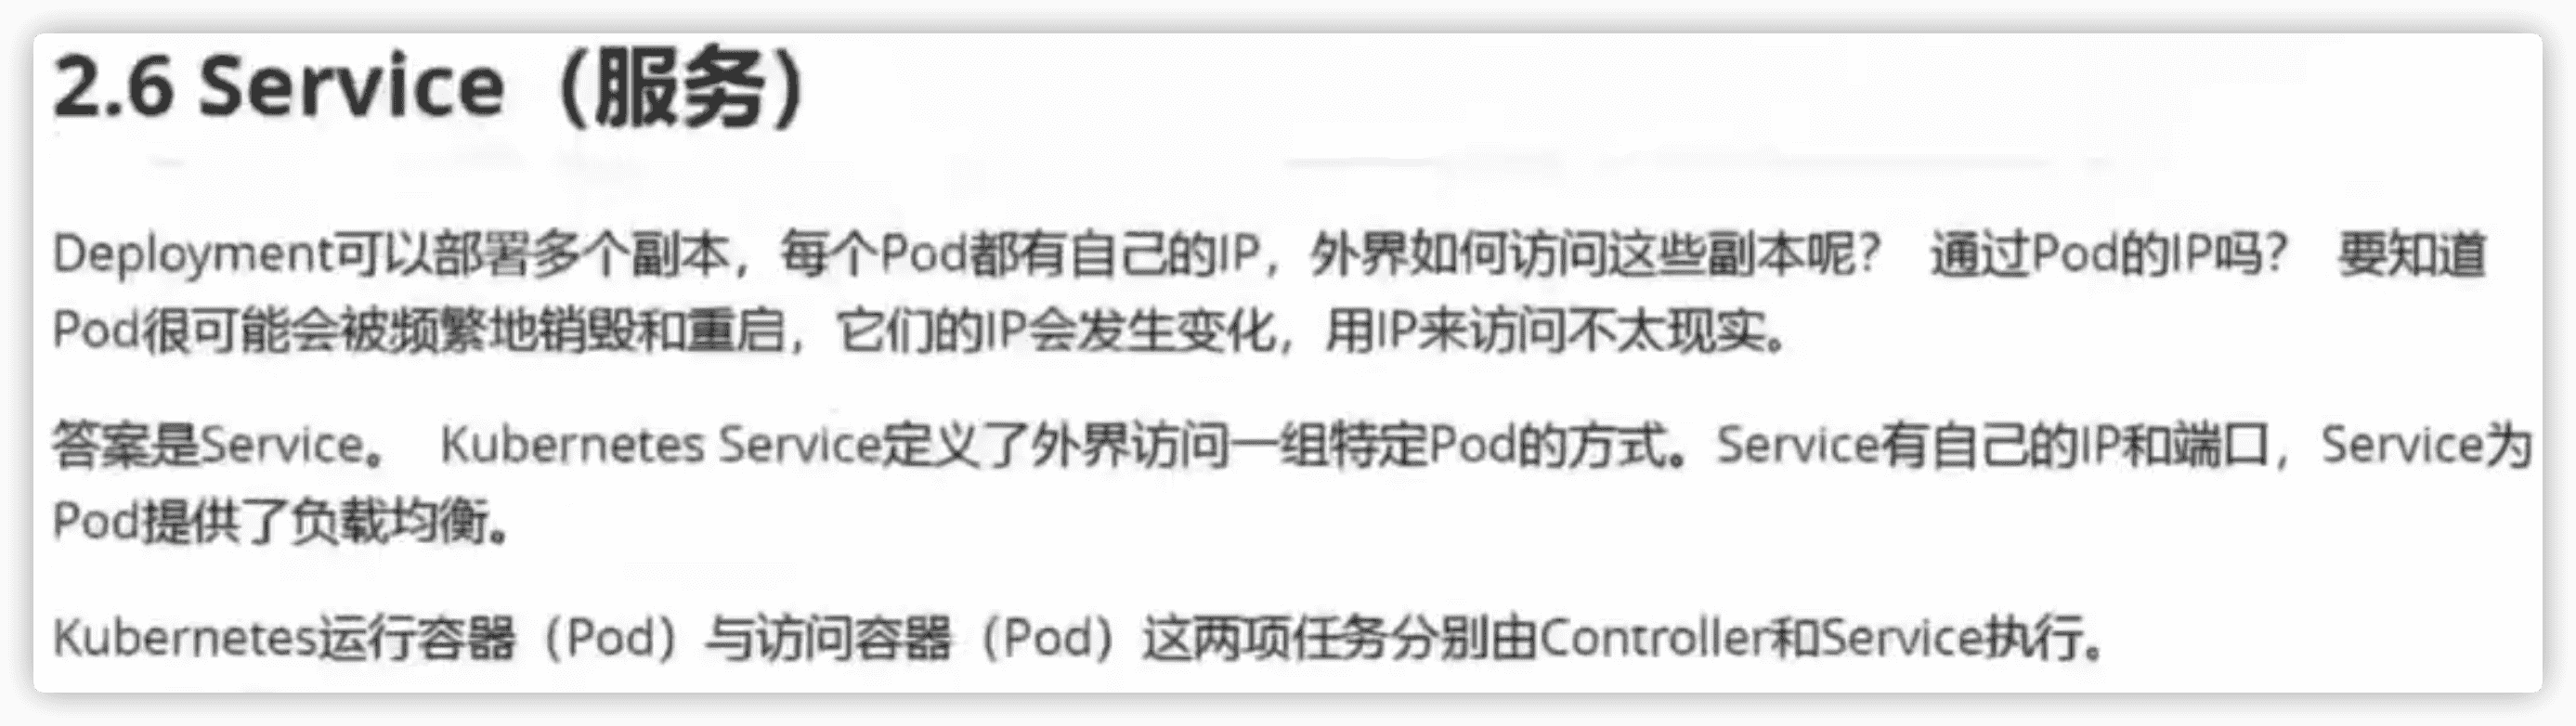 2.6 Service（服务）
Deployment可以部署多个副本，每个Pod都有自己的IP，外界如何访问这些副本呢？ 通过Pod的IP吗？ 要知道
Pod很可能会被频繁地销毁和重启，它们的IP会发生变化，用IP来访问不太现实。
答案是Service。 Kubernetes Service定义了外界访问一组特定Pod的方式。Service有自己的IP和端口，Service为
Pod提供了负载均衡。
Kubernetes运行容器（Pod）与访问容器（Pod）这两项任务分别由Controller和Service执行。